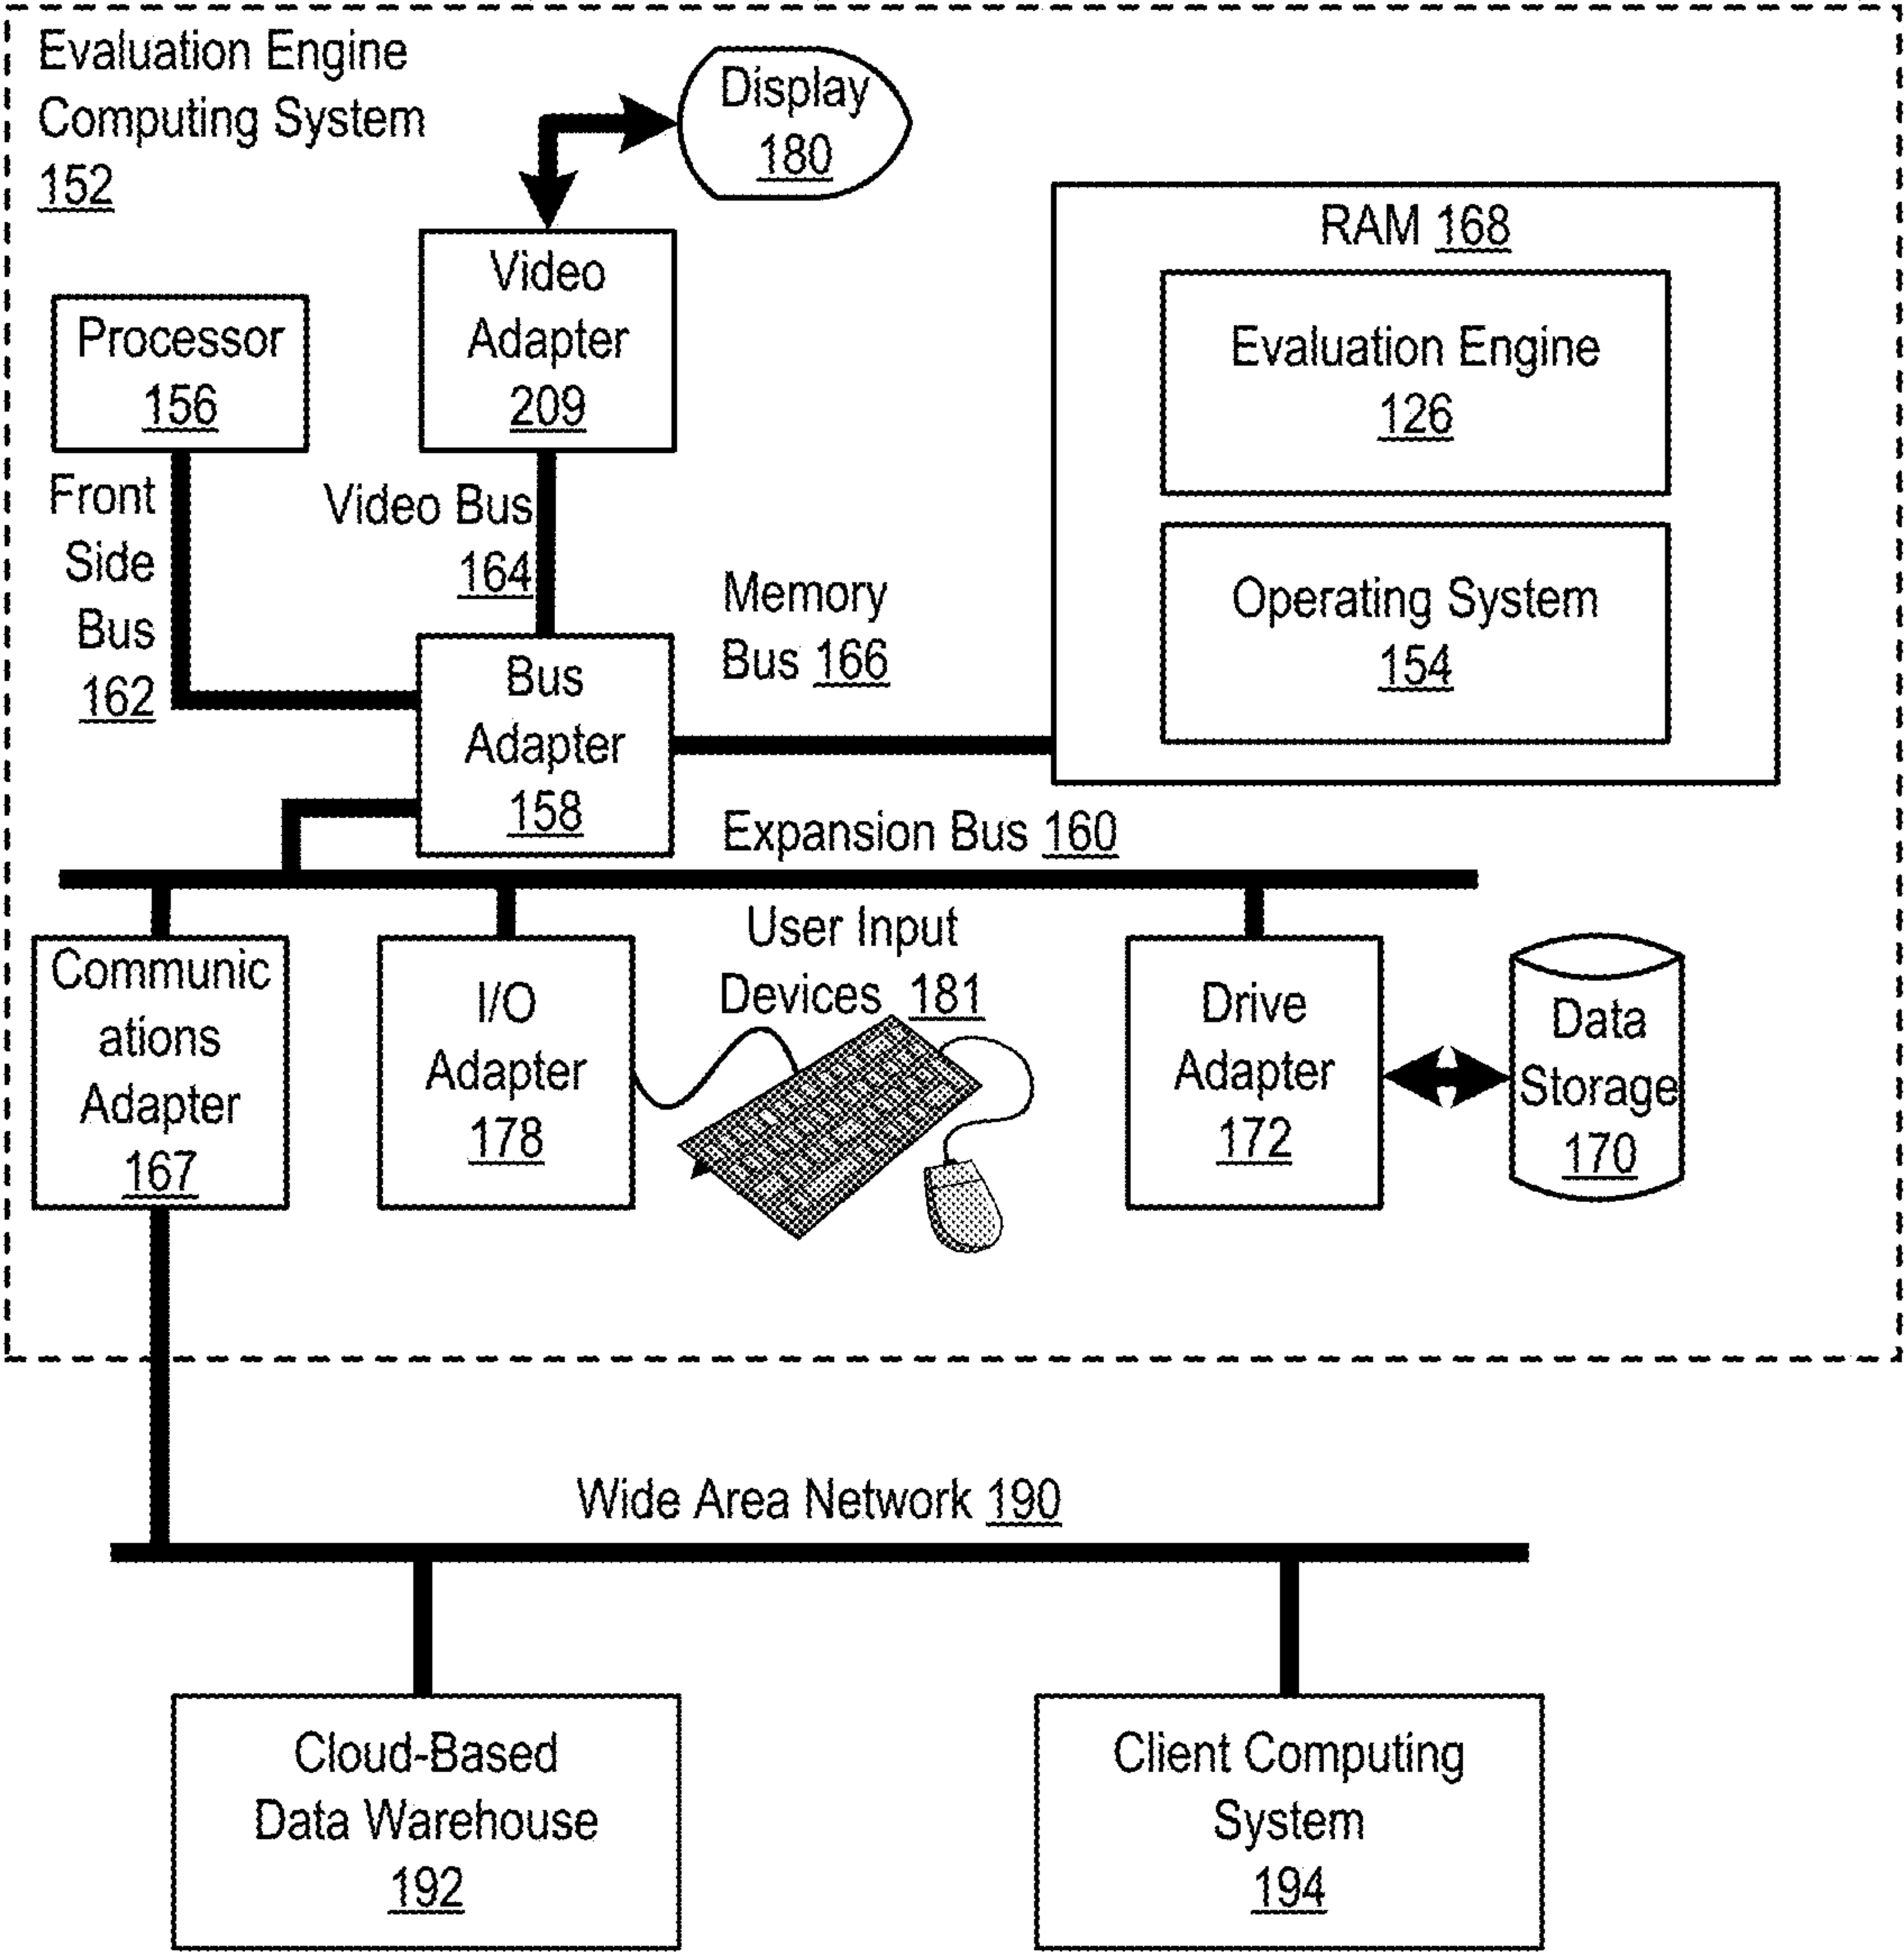 Evaluation Engine
Computing System
152
Display
180
Video
Adapter
209
RAM 168
Evaluation Engine
126
Operating System
154
Processor
156
Front
Side
Bus
162
Video Bus
164
Memory
Bus 166
Bus
Adapter
158
Expansion Bus 160
Communic
ations
Adapter
167
I/O
Adapter
178
User Input
Devices 181
Drive
Adapter
172
Data
Storage
170
Wide Area Network 190
Cloud-Based
Data Warehouse
192
Client Computing
System
194